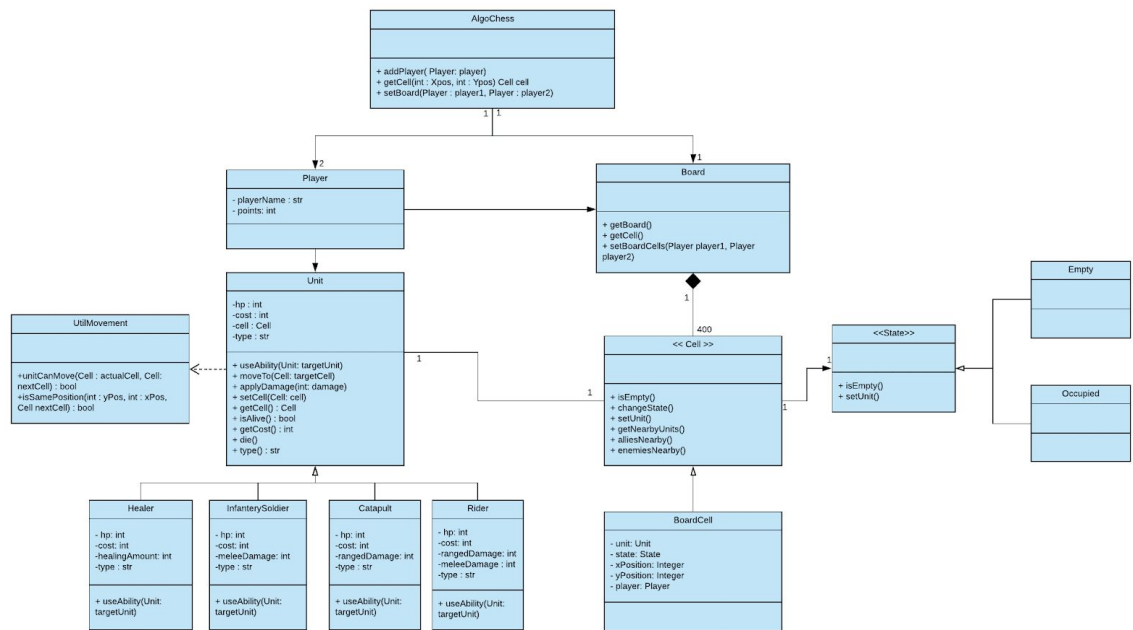 AlgoChess
+ addPlayer( Player: player)
+ getCell(int : Xpos, int : Ypos) Cell cell
+ setBoard(Player : player1, Player : player2)
1
1
2
1
Player
- playerName : str
- points: int
Board
+ getBoard()
+ getCell()
+ setBoardCells(Player player1, Player
player2)
1
400
Unit
-hp : int
-cost : int
-cell : Cell
-type : str
+ useAbility(Unit: targetUnit)
+ moveTo(Cell: targetCell)
+ applyDamage(int: damage)
+ setCell(Cell: cell)
+ getCell() : Cell
+ isAlive() : bool
+ getCost() : int
+ die()
+ type() : str
1
1
UtilMovement
+unitCanMove(Cell : actualCell, Cell:
nextCell) : bool
+isSamePosition(int : yPos, int : xPos,
Cell nextCell) : bool
<< Cell >>
+ isEmpty()
+ changeState()
+ setUnit()
+ getNearbyUnits()
+ alliesNearby()
+ enemiesNearby()
1
1
<<State>>
+ isEmpty()
+ setUnit()
Empty
Occupied
Healer
- hp: int
-cost: int
-healingAmount: int
-type : str
+ useAbility(Unit:
targetUnit)
InfanterySoldier
- hp: int
-cost: int
-meleeDamage: int
-type : str
+ useAbility(Unit:
targetUnit)
Catapult
- hp: int
-cost: int
-rangedDamage: int
-type : str
+ useAbility(Unit:
targetUnit)
Rider
- hp: int
-cost: int
-rangedDamage: int
-meleeDamage : int
-type : str
+ useAbility(Unit:
targetUnit)
BoardCell
- unit: Unit
- state: State
- xPosition: Integer
- yPosition: Integer
- player: Player